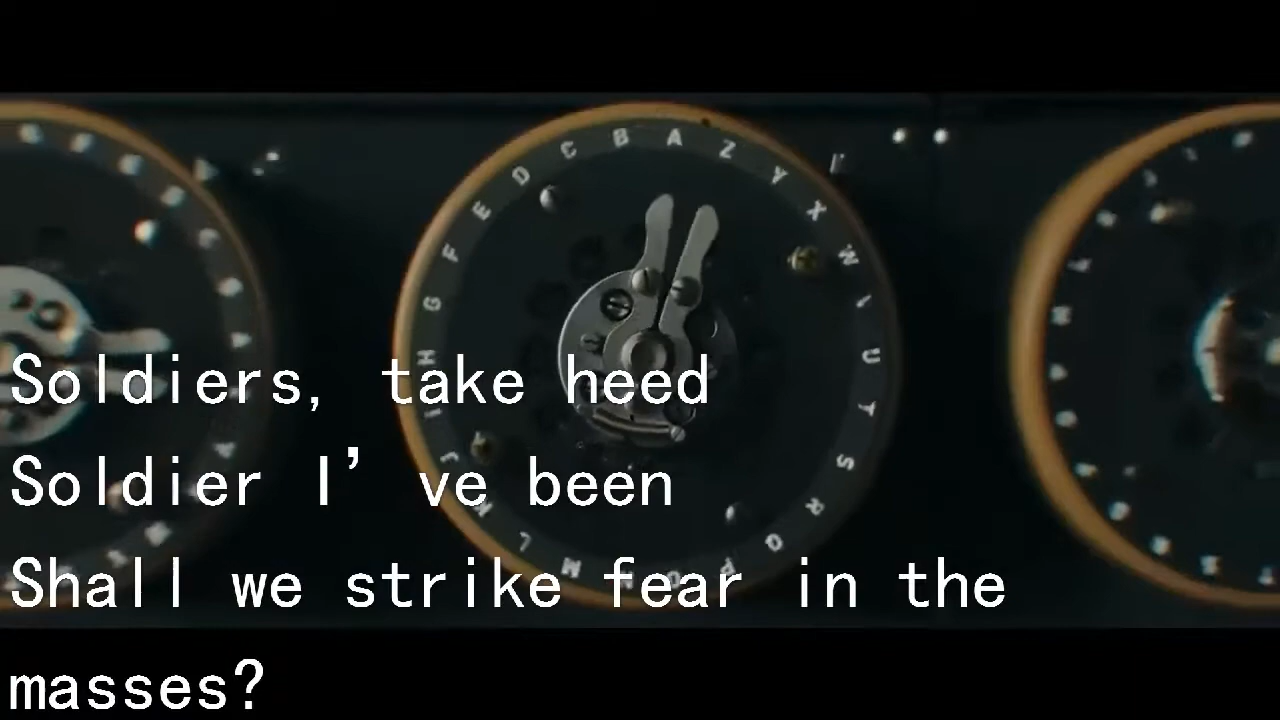 Soldiers, take heed
Soldier I’ve been
Shall we strike fear in the
masses?
A
B
C
D
E
F
G
H
I
J
K
L
M
O
P
Q
R
S
T
U
W
X
Y
Z